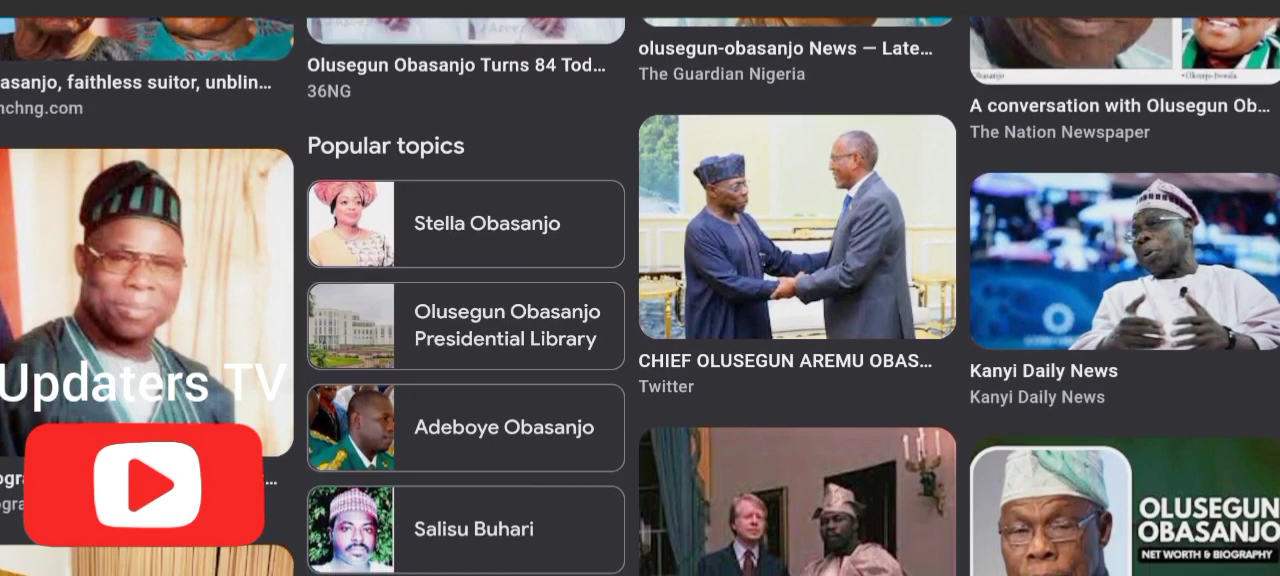 asanjo, faithless suitor, unblin...
nchng.com
Updaters TV
ogra
...
ogra
Olusegun Obasanjo Turns 84 Tod...
36NG
Popular topics
Stella Obasanjo
Olusegun Obasanjo
Presidential Library
Adeboye Obasanjo
Salisu Buhari
olusegun-obasanjo News — Late...
The Guardian Nigeria
CHIEF OLUSEGUN AREMU OBAS...
Twitter
A conversation with Olusegun Ob...
The Nation Newspaper
Kanyi Daily News
Kanyi Daily News
OLUSEGUN
OBASANJO
NET WORTH & BIOGRAPHY